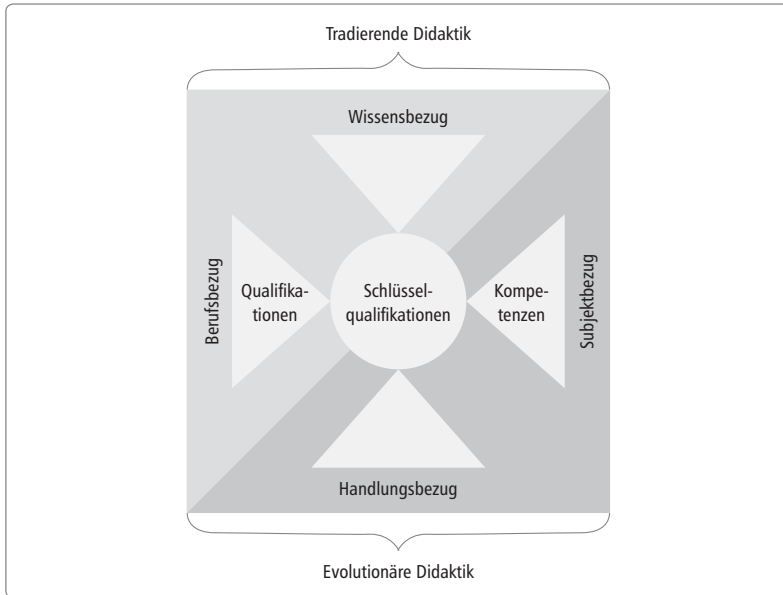 Tradierende Didaktik
Wissensbezug
Berufsbezug
Qualifika-
tionen
Schlüssel-
qualifikationen
Kompe-
tenzen
Subjektbezug
Handlungsbezug
Evolutionäre Didaktik